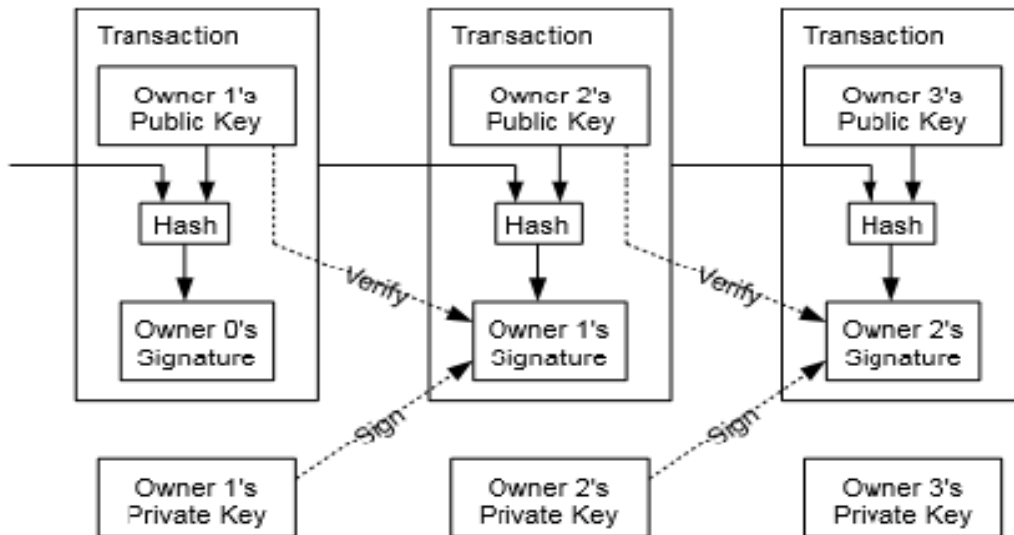 Transaction
Owner 1's
Public Key
Hash
Verify
Owner 0's
Signature
Sign
Owner 1's
Private Key
Transaction
Owner 2's
Public Key
Hash
Verify
Owner 1's
Signature
Sign
Owner 2's
Private Key
Transaction
Owner 3's
Public Key
Hash
Owner 2's
Signature
Owner 3's
Private Key